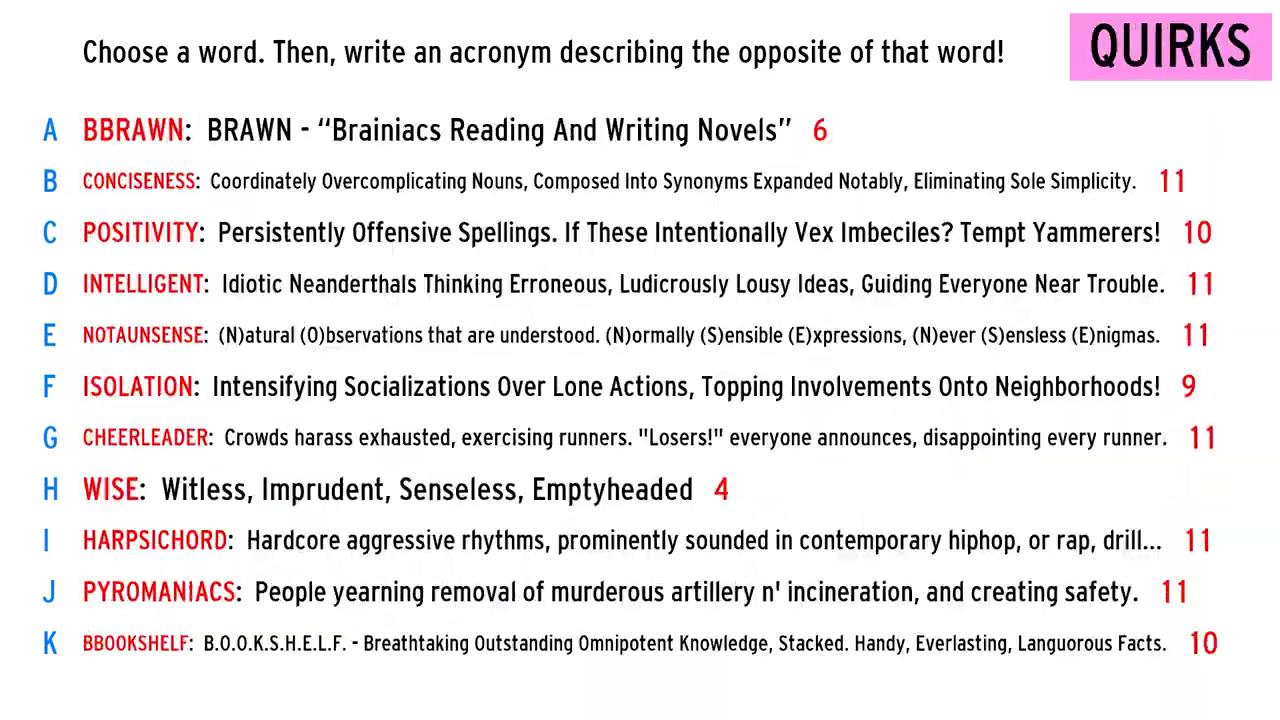 Choose a word. Then, write an acronym describing the opposite of that word!
QUIRKS
A BBRAWN: BRAWN - “Brainiacs Reading And Writing Novels” 6
B CONCISENESS: Coordinately Overcomplicating Nouns, Composed Into Synonyms Expanded Notably, Eliminating Sole Simplicity. 11
C POSITIVITY: Persistently Offensive Spellings. If These Intentionally Vex Imbeciles? Tempt Yammerers! 10
D INTELLIGENT: Idiotic Neanderthals Thinking Erroneous, Ludicrously Lousy Ideas, Guiding Everyone Near Trouble. 11
E NOTAUNSENSE: (N)atural (O)bservations that are understood. (N)ormally (S)ensible (E)xpressions, (N)ever (S)ensless (E)nigmas. 11
F ISOLATION: Intensifying Socializations Over Lone Actions, Topping Involvements Onto Neighborhoods! 9
G CHEERLEADER: Crowds harass exhausted, exercising runners. "Losers!" everyone announces, disappointing every runner. 11
H WISE: Witless, Imprudent, Senseless, Emptyheaded 4
I HARPSICHORD: Hardcore aggressive rhythms, prominently sounded in contemporary hiphop, or rap, drill... 11
J PYROMANIACS: People yearning removal of murderous artillery n' incineration, and creating safety. 11
K BBOOKSHELF: B.O.O.K.S.H.E.L.F. - Breathtaking Outstanding Omnipotent Knowledge, Stacked. Handy, Everlasting, Languorous Facts. 10